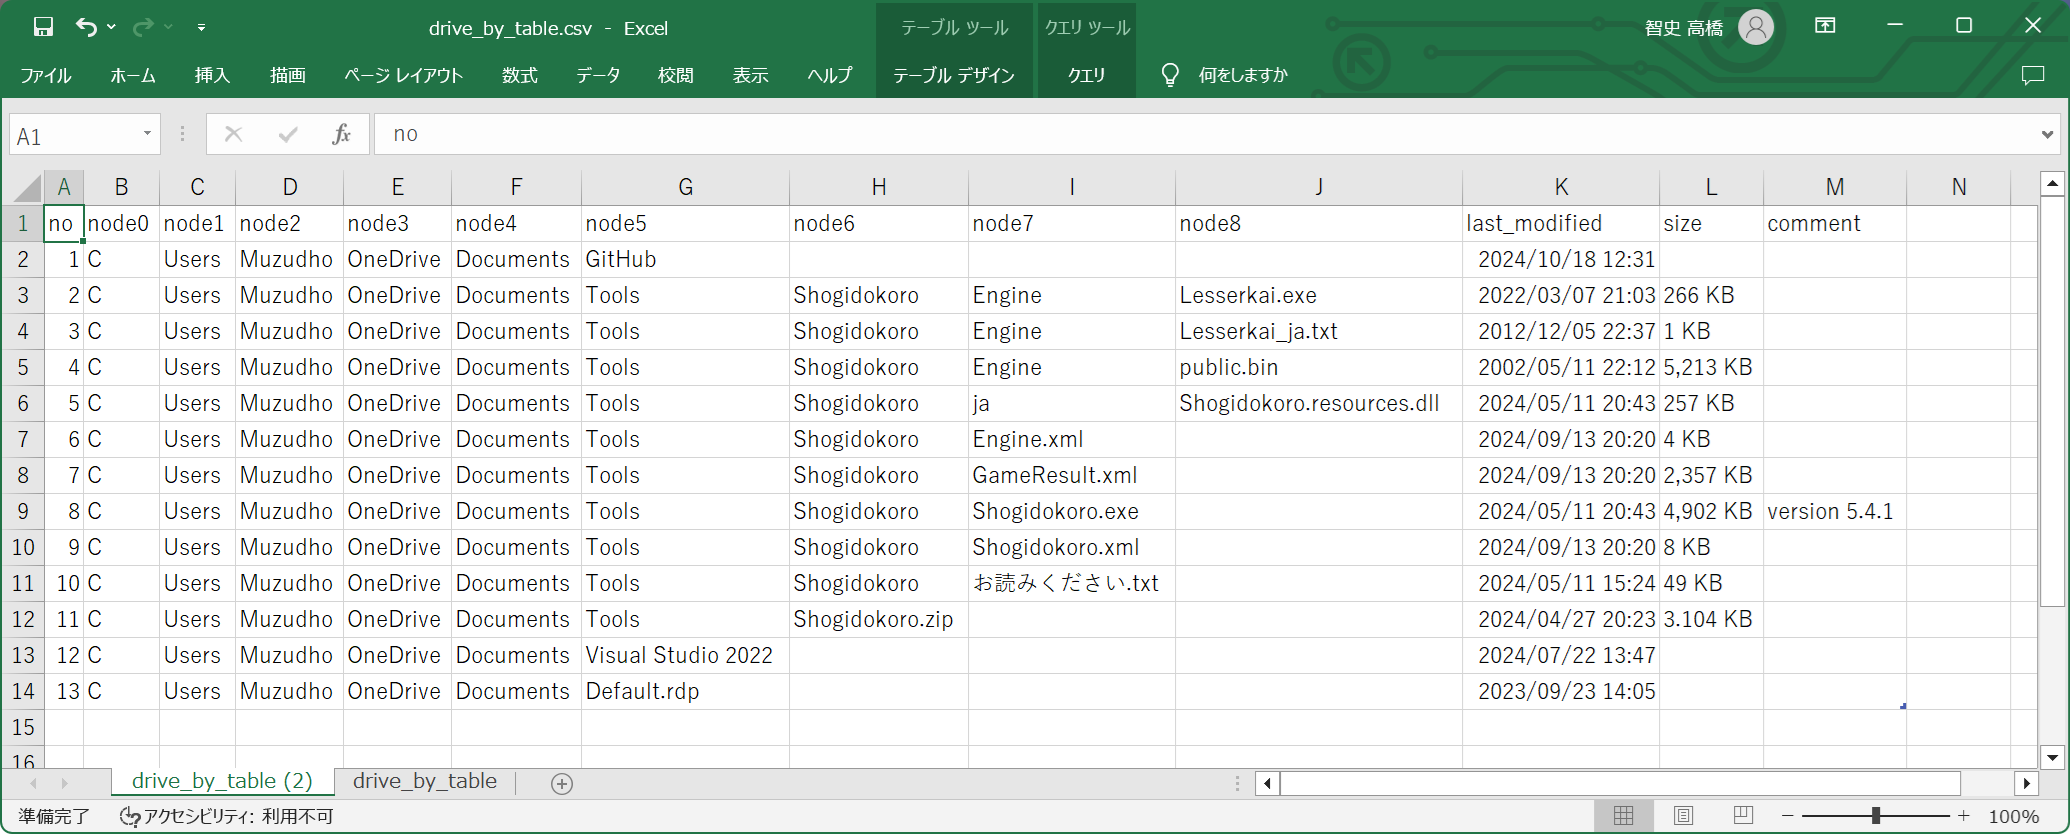 drive_by_table.csv - Excel
テーブル ツール
クエリ ツール
智史 高橋
ファイル ホーム 挿入 描画 ページ レイアウト 数式 データ 校閲 表示 ヘルプ テーブル デザイン クエリ 何をしますか
A1 fx no
A B C D E F G H I J K L M N
1 no node0 node1 node2 node3 node4 node5 node6 node7 node8 last_modified size comment
2 1 C Users Muzudho OneDrive Documents GitHub 2024/10/18 12:31
3 2 C Users Muzudho OneDrive Documents Tools Shogidokoro Engine Lesserkai.exe 2022/03/07 21:03 266 KB
4 3 C Users Muzudho OneDrive Documents Tools Shogidokoro Engine Lesserkai_ja.txt 2012/12/05 22:37 1 KB
5 4 C Users Muzudho OneDrive Documents Tools Shogidokoro Engine public.bin 2002/05/11 22:12 5,213 KB
6 5 C Users Muzudho OneDrive Documents Tools Shogidokoro ja Shogidokoro.resources.dll 2024/05/11 20:43 257 KB
7 6 C Users Muzudho OneDrive Documents Tools Shogidokoro Engine.xml 2024/09/13 20:20 4 KB
8 7 C Users Muzudho OneDrive Documents Tools Shogidokoro GameResult.xml 2024/09/13 20:20 2,357 KB
9 8 C Users Muzudho OneDrive Documents Tools Shogidokoro Shogidokoro.exe 2024/05/11 20:43 4,902 KB version 5.4.1
10 9 C Users Muzudho OneDrive Documents Tools Shogidokoro Shogidokoro.xml 2024/09/13 20:20 8 KB
11 10 C Users Muzudho OneDrive Documents Tools Shogidokoro お読みください.txt 2024/05/11 15:24 49 KB
12 11 C Users Muzudho OneDrive Documents Tools Shogidokoro.zip 2024/04/27 20:23 3.104 KB
13 12 C Users Muzudho OneDrive Documents Visual Studio 2022 2024/07/22 13:47
14 13 C Users Muzudho OneDrive Documents Default.rdp 2023/09/23 14:05
15
16
drive_by_table (2) drive_by_table
準備完了 アクセシビリティ: 利用不可 100%